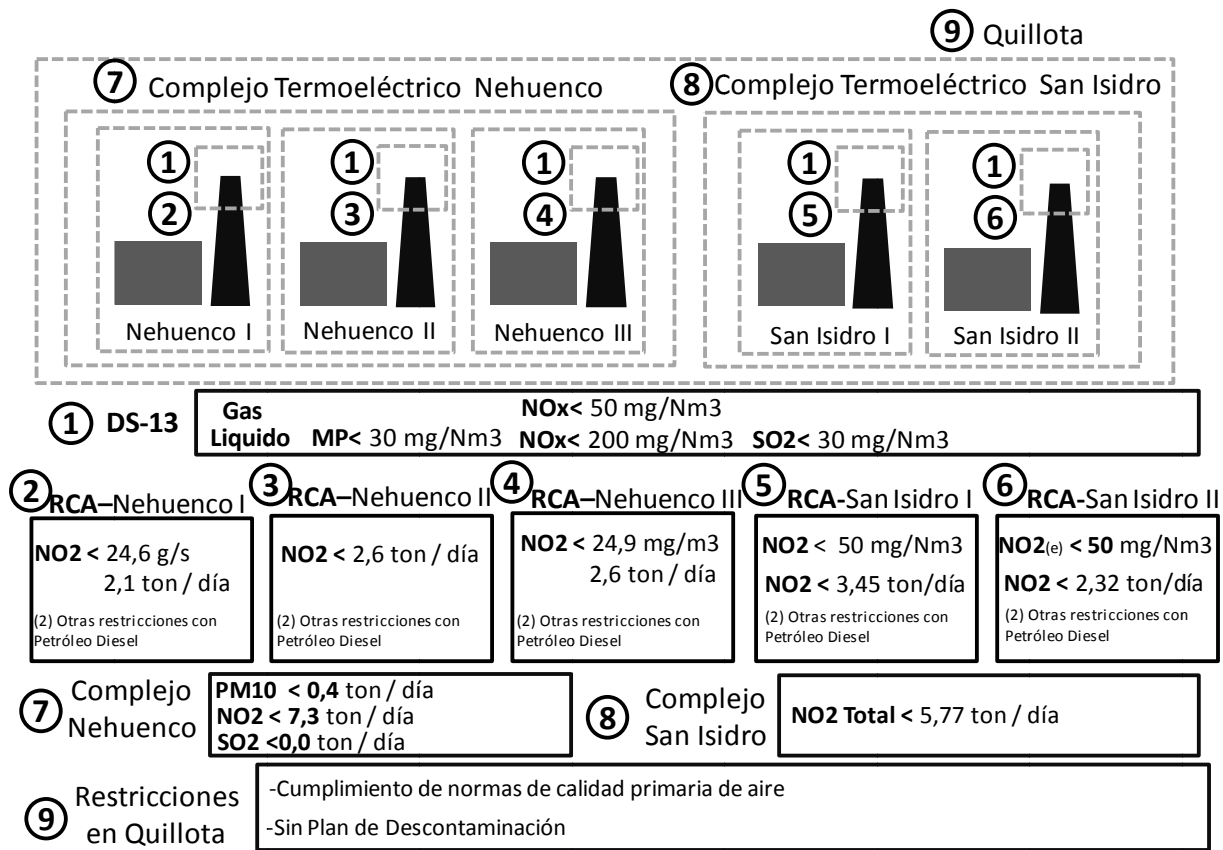 9 Quillota
7 Complejo Termoeléctrico Nehuenco
8 Complejo Termoeléctrico San Isidro
1 1 1 1 1
2 3 4 5 6
Nehuenco I Nehuenco II Nehuenco III San Isidro I San Isidro II
1 DS-13
Gas NOx< 50 mg/Nm3
Liquido MP< 30 mg/Nm3 NOx< 200 mg/Nm3 SO2< 30 mg/Nm3
2 RCA–Nehuenco I
NO2 < 24,6 g/s
2,1 ton / día
(2) Otras restricciones con
Petróleo Diesel
3 RCA–Nehuenco II
NO2 < 2,6 ton / día
(2) Otras restricciones con
Petróleo Diesel
4 RCA–Nehuenco III
NO2 < 24,9 mg/m3
2,6 ton / día
(2) Otras restricciones con
Petróleo Diesel
5 RCA-San Isidro I
NO2 < 50 mg/Nm3
NO2 < 3,45 ton/día
(2) Otras restricciones con
Petróleo Diesel
6 RCA-San Isidro II
NO2(e) < 50 mg/Nm3
NO2 < 2,32 ton/día
(2) Otras restricciones con
Petróleo Diesel
7 Complejo
Nehuenco
PM10 < 0,4 ton / día
NO2 < 7,3 ton / día
SO2 <0,0 ton / día
8 Complejo
San Isidro
NO2 Total < 5,77 ton / día
9 Restricciones
en Quillota
-Cumplimiento de normas de calidad primaria de aire
-Sin Plan de Descontaminación